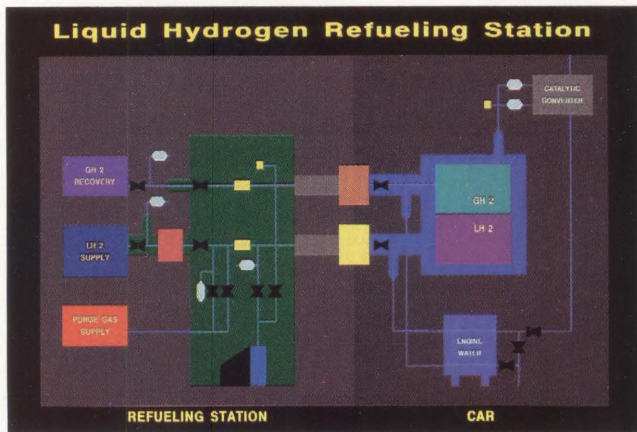 Liquid Hydrogen Refueling Station
CATALYTIC
CONVERTER
GH 2
RECOVERY
GH 2
LH 2
SUPPLY
LH 2
PURGE GAS
SUPPLY
ENGINE
WATER
REFUELING STATION
CAR